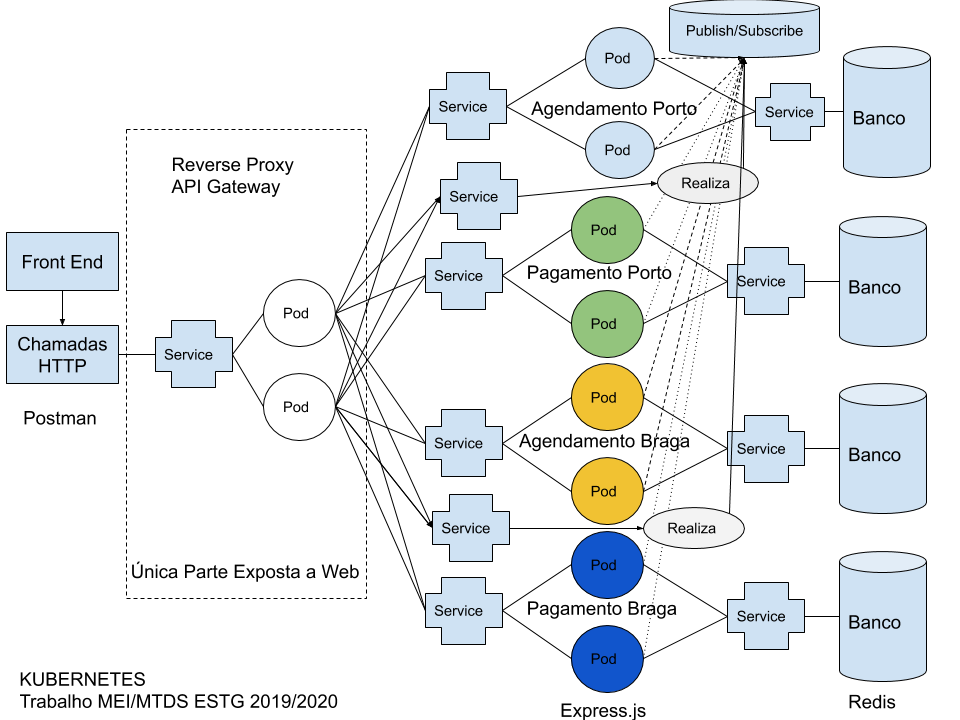 Publish/Subscribe
Pod
Service
Agendamento Porto
Service
Banco
Pod
Reverse Proxy
API Gateway
Service
Realiza
Pod
Front End
Service
Pagamento Porto
Service
Banco
Pod
Pod
Chamadas
HTTP
Service
Postman
Pod
Pod
Service
Agendamento Braga
Service
Banco
Pod
Service
Realiza
Única Parte Exposta a Web
Pod
Service
Pagamento Braga
Service
Banco
Pod
KUBERNETES
Trabalho MEI/MTDS ESTG 2019/2020
Express.js
Redis